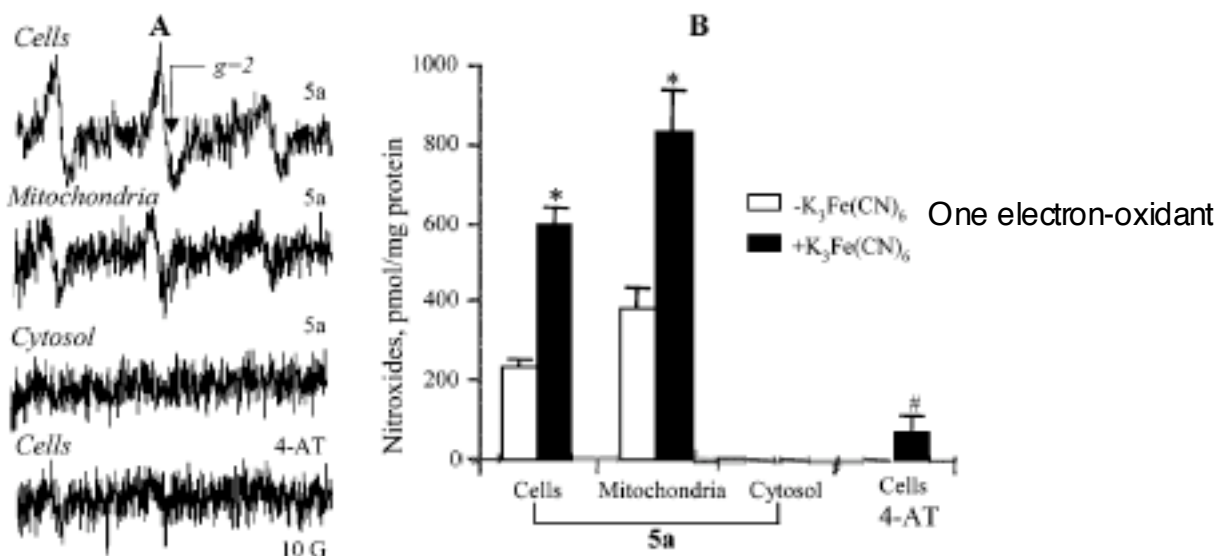 A
Cells
g=2
5a
Mitochondria
5a
5a
Cytosol
Cells
4-AT
10 G
B
1000
800
600
400
200
0
Nitroxides, pmol/mg protein
*
*
#
-K₃Fe(CN)₆
+K₃Fe(CN)₆
One electron-oxidant
Cells
Mitochondria
Cytosol
Cells
4-AT
5a